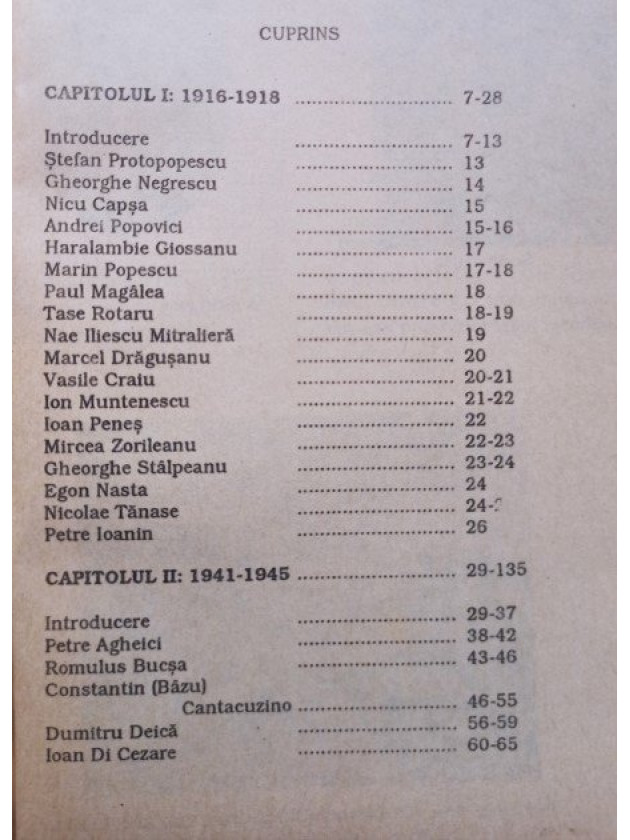 CUPRINS
CAPITOLUL I: 1916-1918 ............................ 7-28
Introducere ............................ 7-13
Ștefan Protopopescu ............................ 13
Gheorghe Negrescu ............................ 14
Nicu Capșa ............................ 15
Andrei Popovici ............................ 15-16
Haralambie Giossanu ............................ 17
Marin Popescu ............................ 17-18
Paul Magâlea ............................ 18
Tase Rotaru ............................ 18-19
Nae Iliescu Mitralieră ............................ 19
Marcel Drăgușanu ............................ 20
Vasile Craiu ............................ 20-21
Ion Muntenescu ............................ 21-22
Ioan Peneș ............................ 22
Mircea Zorileanu ............................ 22-23
Gheorghe Stâlpeanu ............................ 23-24
Egon Nasta ............................ 24
Nicolae Tănase ............................ 24-
Petre Ioanin ............................ 26
CAPITOLUL II: 1941-1945 ............................ 29-135
Introducere ............................ 29-37
Petre Agheici ............................ 38-42
Romulus Bucșa ............................ 43-46
Constantin (Bâzu)
Cantacuzino ............................ 46-55
Dumitru Deică ............................ 56-59
Ioan Di Cezare ............................ 60-65